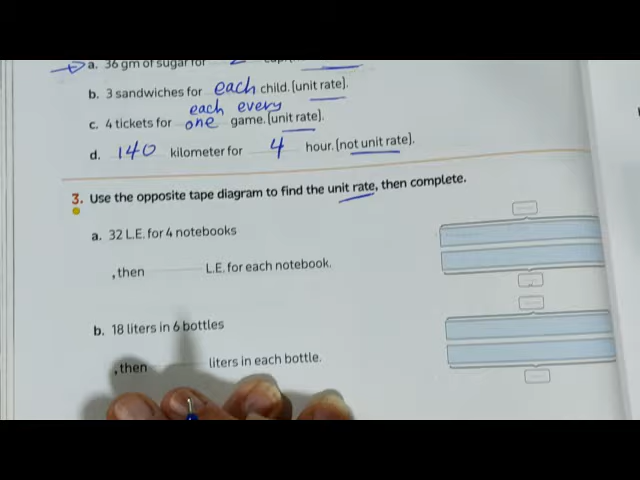 a. 36 gm of sugar for
b. 3 sandwiches for each child. (unit rate).
each every
c. 4 tickets for one game. (unit rate).
d. 140 kilometer for 4 hour. (not unit rate).
3. Use the opposite tape diagram to find the unit rate, then complete.
a. 32 L.E. for 4 notebooks
, then L.E. for each notebook.
b. 18 liters in 6 bottles
, then liters in each bottle.